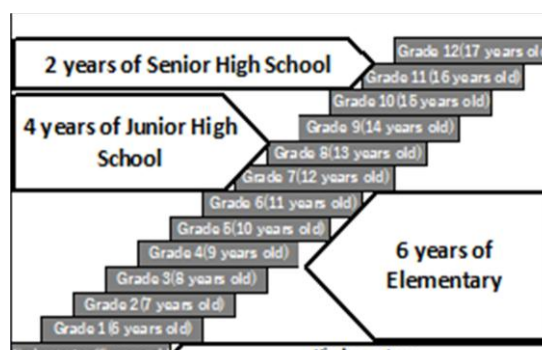 Grade 12(17 years old
2 years of Senior High School
Grade 11(16 years old)
Grade 10(15 years old)
4 years of Junior High
School
Grade 9(14 years old)
Grade 8(13 years old)
Grade 7(12 years old)
Grade 6(11 years old)
Grade 5(10 years old)
6 years of
Elementary
Grade 4(9 years old)
Grade 3(8 years old)
Grade 2(7 years old)
Grade 1(6 years old)